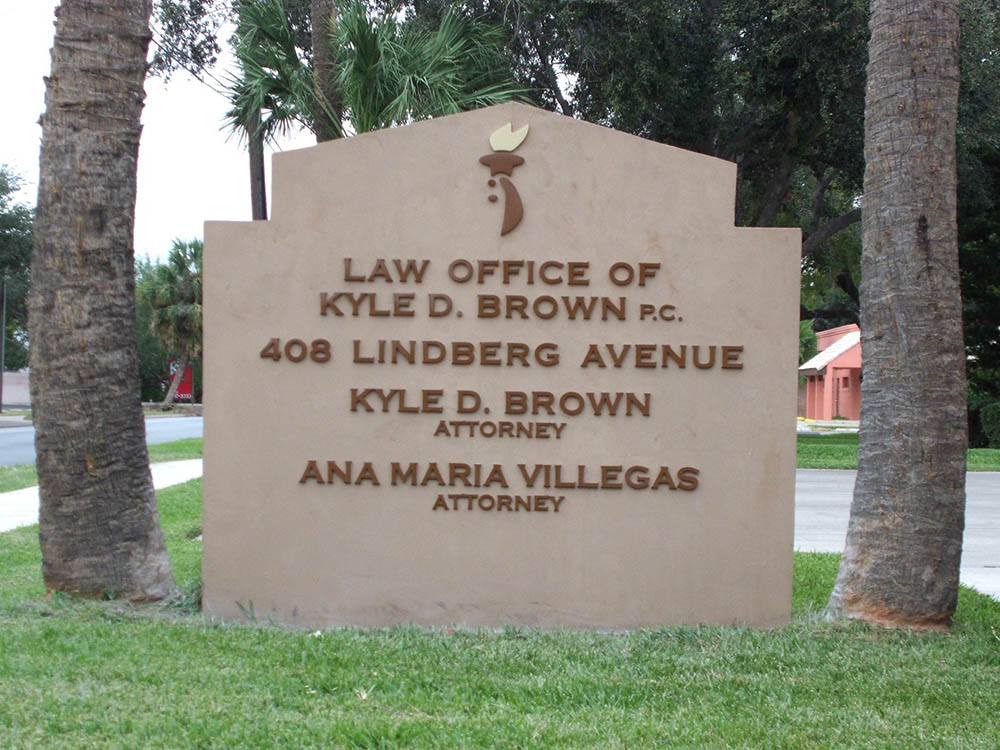 LAW OFFICE OF
KYLE D. BROWN P.C.
408 LINDBERG AVENUE
KYLE D. BROWN
ATTORNEY
ANA MARIA VILLEGAS
ATTORNEY